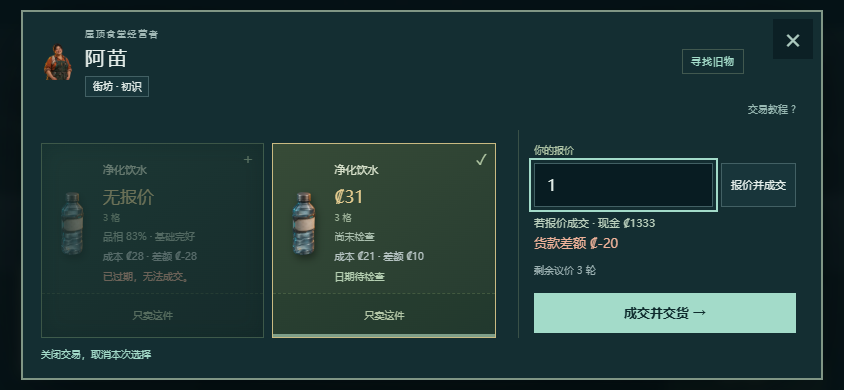 屋顶食堂经营者
阿苗
街坊 · 初识
寻找旧物
交易教程 ?
净化饮水
无报价
3 格
品相 83% · 基础完好
成本 ₡28 · 差额 ₡-28
已过期，无法成交。
只卖这件
净化饮水
₡31
3 格
尚未检查
成本 ₡21 · 差额 ₡10
日期待检查
只卖这件
你的报价
1
报价并成交
若报价成交 · 现金 ₡1333
货款差额 ₡-20
剩余议价 3 轮
成交并交货 →
关闭交易，取消本次选择